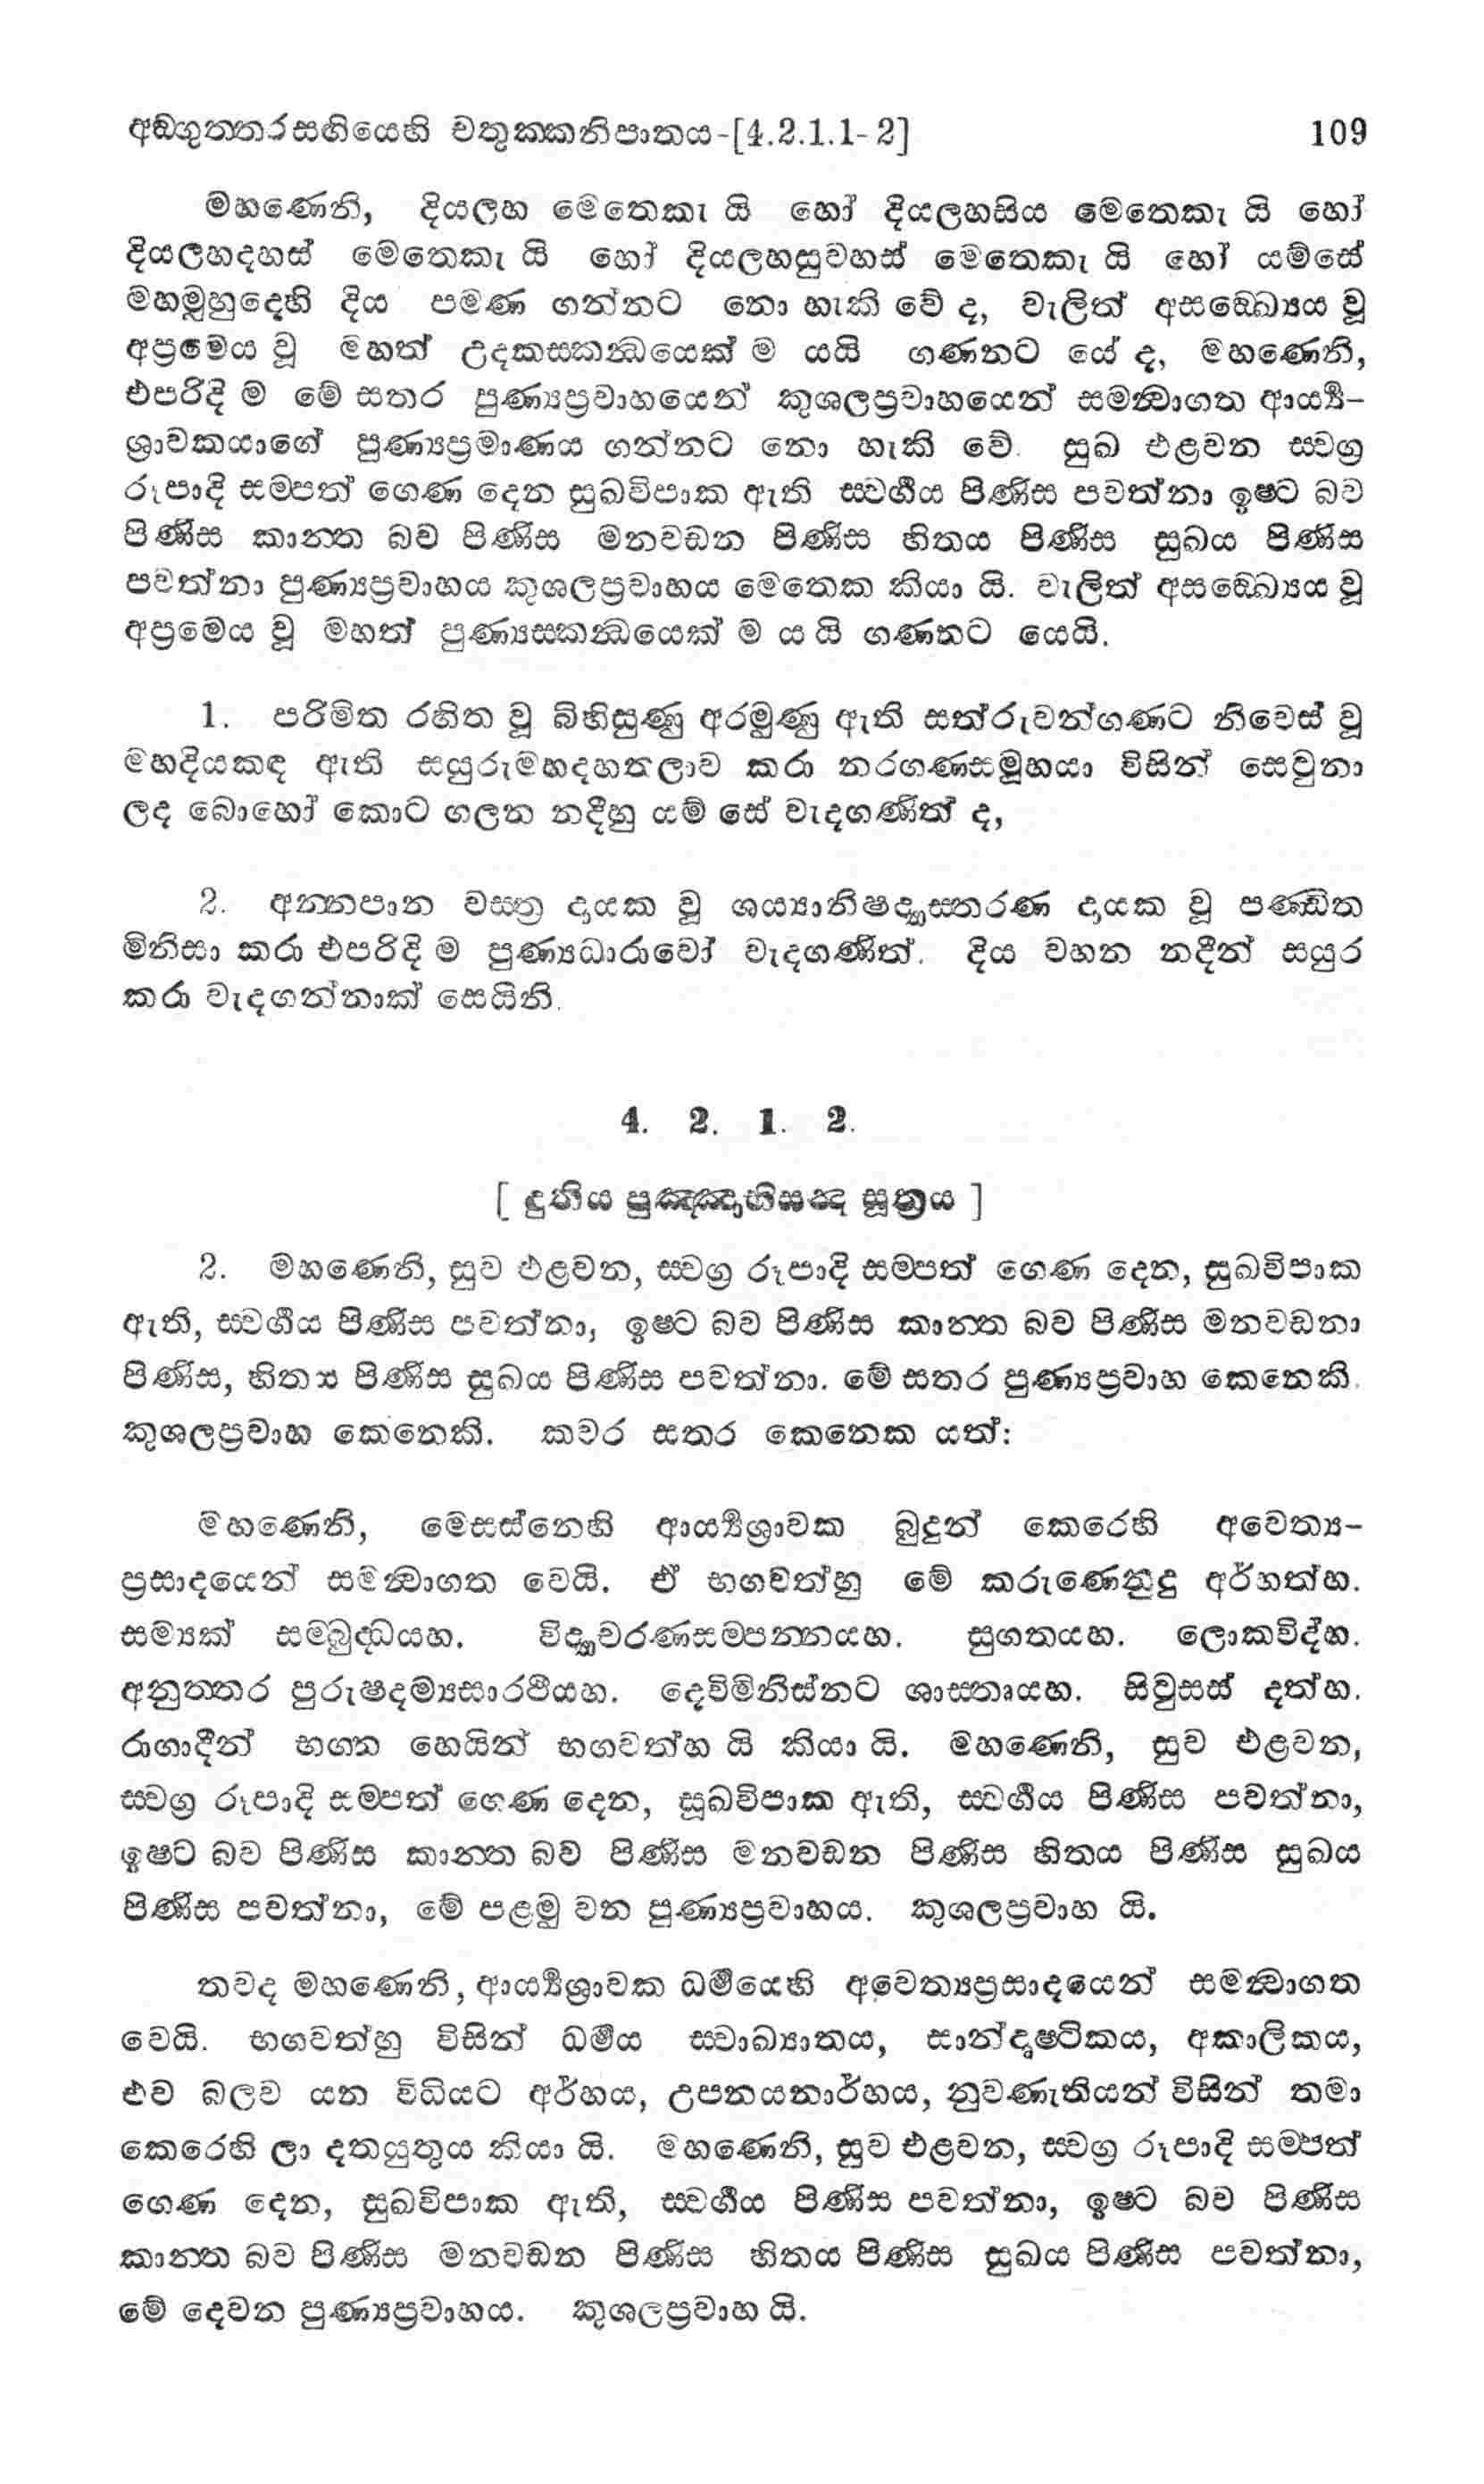 අඞ්ගුත්තරසඟියෙහි චතුක්කනිපාතය-[4.2.1.1-2] 109
මහණෙනි, දියලහ මෙතෙකැ යි හෝ දියලහසිය මෙතෙකැ යි හෝ
දියලහදහස් මෙතෙකැ යි හෝ දියලහසුවහස් මෙතෙකැ යි හෝ යම්සේ
මහමුහුදෙහි දිය පමණ ගන්නට නො හැකි වේ ද, වැලිත් අසඞ්ඛ්‍යෙය වූ
අප්‍රමෙය වූ මහත් උදකස්කන්ධයෙක් ම යයි ගණනට යේ ද, මහණෙනි,
එපරිදි ම මේ සතර පුණ්‍යප්‍රවාහයෙන් කුශලප්‍රවාහයෙන් සමන්වාගත ආර්‍ය්‍ය-
ශ්‍රාවකයාගේ පුණ්‍යප්‍රමාණය ගන්නට නො හැකි වේ. සුඛ එළවන ස්වග්‍ර
රූපාදි සම්පත් ගෙණ දෙන සුඛවිපාක ඇති ස්වර්‍ගය පිණිස පවත්නා ඉෂ්ට බව
පිණිස කාන්ත බව පිණිස මනවඩන පිණිස හිතය පිණිස සුඛය පිණිස
පවත්නා පුණ්‍යප්‍රවාහය කුශලප්‍රවාහය මෙතෙක කියා යි. වැලිත් අසඞ්ඛ්‍යෙය වූ
අප්‍රමෙය වූ මහත් පුණ්‍යස්කන්ධයෙක් ම ය යි ගණනට යෙයි.
1. පරිමිත රහිත වූ බිහිසුණු අරමුණු ඇති සත්රුවන්ගණට නිවෙස් වූ
මහදියකඳ ඇති සයුරුමහදහතලාව කරා නරගණසමූහයා විසින් සෙවුනා
ලද බොහෝ කොට ගලන නදීහු යම් සේ වැදගණිත් ද,
2. අන්නපාන වස්ත්‍ර දායක වූ ශය්‍යානිෂද්‍යාස්තරණ දායක වූ පණ්ඩිත
මිනිසා කරා එපරිදි ම පුණ්‍යධාරාවෝ වැදගණිත්. දිය වහන නදීන් සයුර
කරා වැදගන්නාක් සෙයිනි.
4. 2. 1. 2.
[ දුතිය පුඤ්ඤාභිසන්ද සූත්‍රය ]
2. මහණෙනි, සුව එළවන, ස්වග්‍ර රූපාදි සම්පත් ගෙණ දෙන, සුඛවිපාක
ඇති, ස්වර්‍ගය පිණිස පවත්නා, ඉෂ්ට බව පිණිස කාන්ත බව පිණිස මනවඩනා
පිණිස, හිතය පිණිස සුඛය පිණිස පවත්නා. මේ සතර පුණ්‍යප්‍රවාහ කෙනෙකි.
කුශලප්‍රවාහ කෙනෙකි. කවර සතර කෙනෙක යත්:
මහණෙනි, මෙසස්නෙහි ආර්‍ය්‍යශ්‍රාවක බුදුන් කෙරෙහි අවෙත්‍ය-
ප්‍රසාදයෙන් සමන්වාගත වෙයි. ඒ භගවත්හු මේ කරුණෙනුදු අර්හත්හ.
සම්‍යක් සම්බුද්ධයහ. විද්‍යාචරණසම්පන්නයහ. සුගතයහ. ලොකවිද්හ.
අනුත්තර පුරුෂදම්‍යසාරථීයහ. දෙවිමිනිස්නට ශාස්තෘයහ. සිවුසස් දත්හ.
රාගාදීන් භග්න හෙයින් භගවත්හ යි කියා යි. මහණෙනි, සුව එළවන,
ස්වග්‍ර රූපාදි සම්පත් ගෙණ දෙන, සූඛවිපාක ඇති, ස්වර්‍ගය පිණිස පවත්නා,
ඉෂ්ට බව පිණිස කාන්ත බව පිණිස මනවඩන පිණිස හිතය පිණිස සුඛය
පිණිස පවත්නා, මේ පළමු වන පුණ්‍යප්‍රවාහය. කුශලප්‍රවාහ යි.
තවද මහණෙනි, ආර්‍ය්‍යශ්‍රාවක ධර්‍මයෙහි අවෙත්‍යප්‍රසාදයෙන් සමන්වාගත
වෙයි. භගවත්හු විසින් ධර්‍මය ස්වාඛ්‍යාතය, සාන්දෘෂ්ටිකය, අකාලිකය,
එව බලව යන විධියට අර්හය, උපනයනාර්හය, නුවණැතියන් විසින් තමා
කෙරෙහි ලා දතයුතුය කියා යි. මහණෙනි, සුව එළවන, ස්වග්‍ර රූපාදි සම්පත්
ගෙණ දෙන, සුඛවිපාක ඇති, ස්වර්‍ගය පිණිස පවත්නා, ඉෂ්ට බව පිණිස
කාන්ත බව පිණිස මනවඩන පිණිස හිතය පිණිස සුඛය පිණිස පවත්නා,
මේ දෙවන පුණ්‍යප්‍රවාහය. කුශලප්‍රවාහ යි.